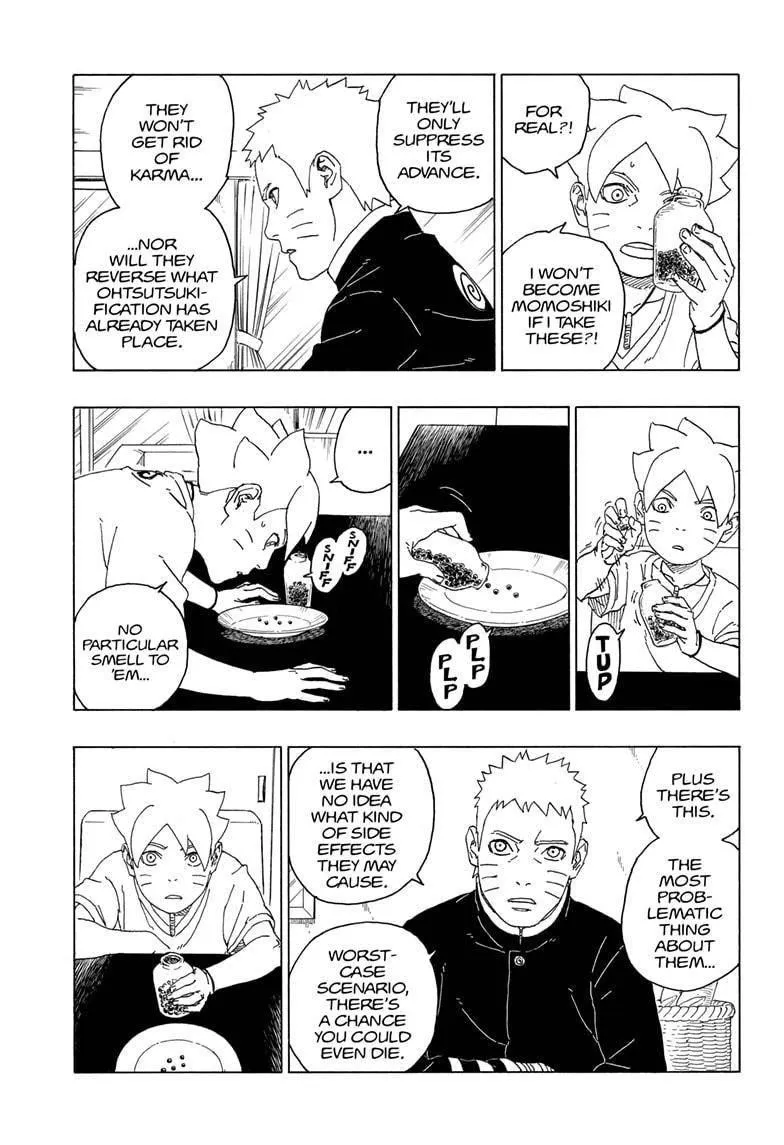 FOR
REAL?!
I WON'T
BECOME
MOMOSHIKI
IF I TAKE
THESE?!
THEY'LL
ONLY
SUPPRESS
ITS
ADVANCE.
THEY
WON'T
GET RID
OF
KARMA...
...NOR
WILL THEY
REVERSE WHAT
OHTSUTSUKI-
FICATION HAS
ALREADY TAKEN
PLACE.
TUP
PLP
PLP
...
SNIFF
SNIFF
NO
PARTICULAR
SMELL TO
'EM...
PLUS
THERE'S
THIS.
THE
MOST
PROB-
LEMATIC
THING
ABOUT
THEM...
...IS THAT
WE HAVE
NO IDEA
WHAT KIND
OF SIDE
EFFECTS
THEY MAY
CAUSE.
WORST-
CASE
SCENARIO,
THERE'S
A CHANCE
YOU COULD
EVEN DIE.